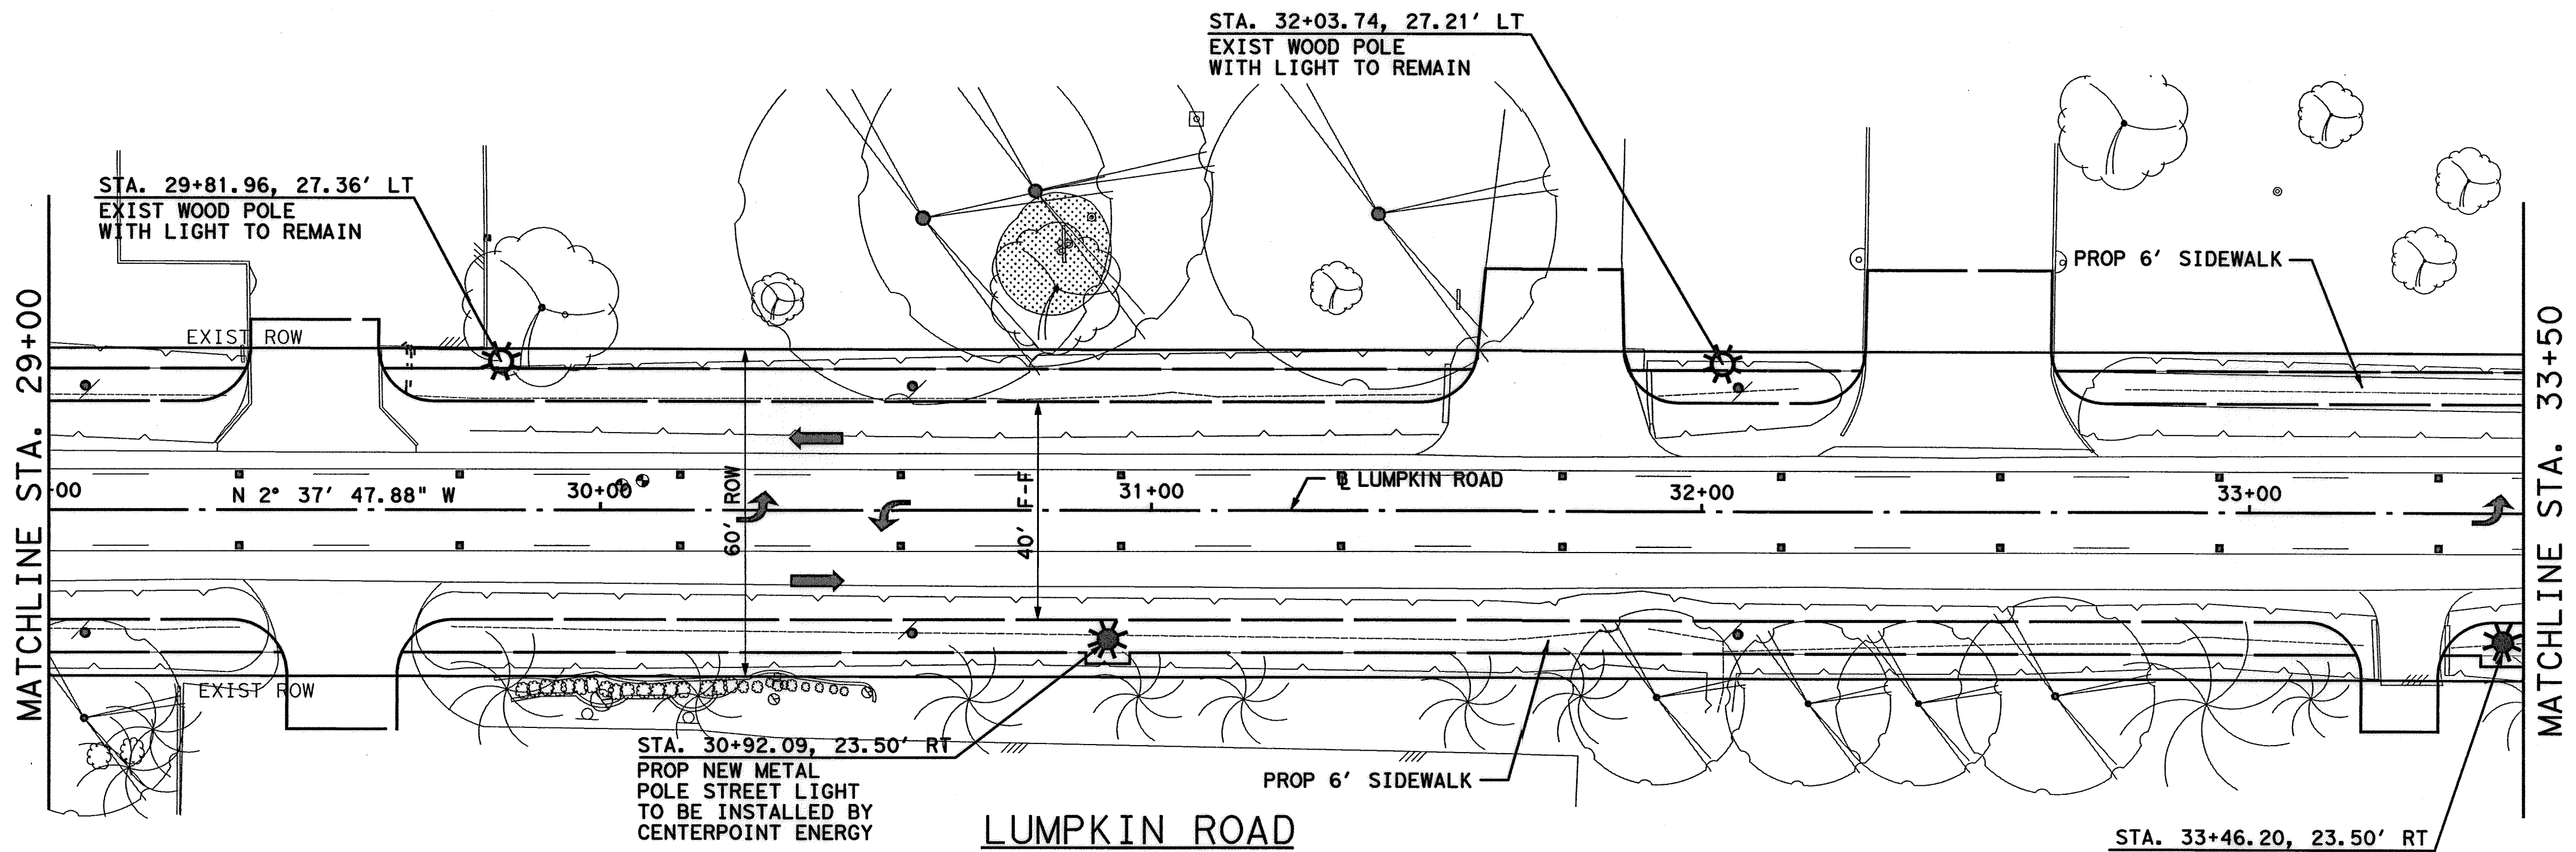 STA. 32+03.74, 27.21' LT
EXIST WOOD POLE
WITH LIGHT TO REMAIN
STA. 29+81.96, 27.36' LT
EXIST WOOD POLE
WITH LIGHT TO REMAIN
PROP 6' SIDEWALK
EXIST ROW
MATCHLINE STA. 29+00
MATCHLINE STA. 33+50
+00
N 2° 37' 47.88" W
30+00
60' ROW
40' F-F
31+00
B LUMPKIN ROAD
32+00
33+00
EXIST ROW
STA. 30+92.09, 23.50' RT
PROP NEW METAL
POLE STREET LIGHT
TO BE INSTALLED BY
CENTERPOINT ENERGY
PROP 6' SIDEWALK
LUMPKIN ROAD
STA. 33+46.20, 23.50' RT